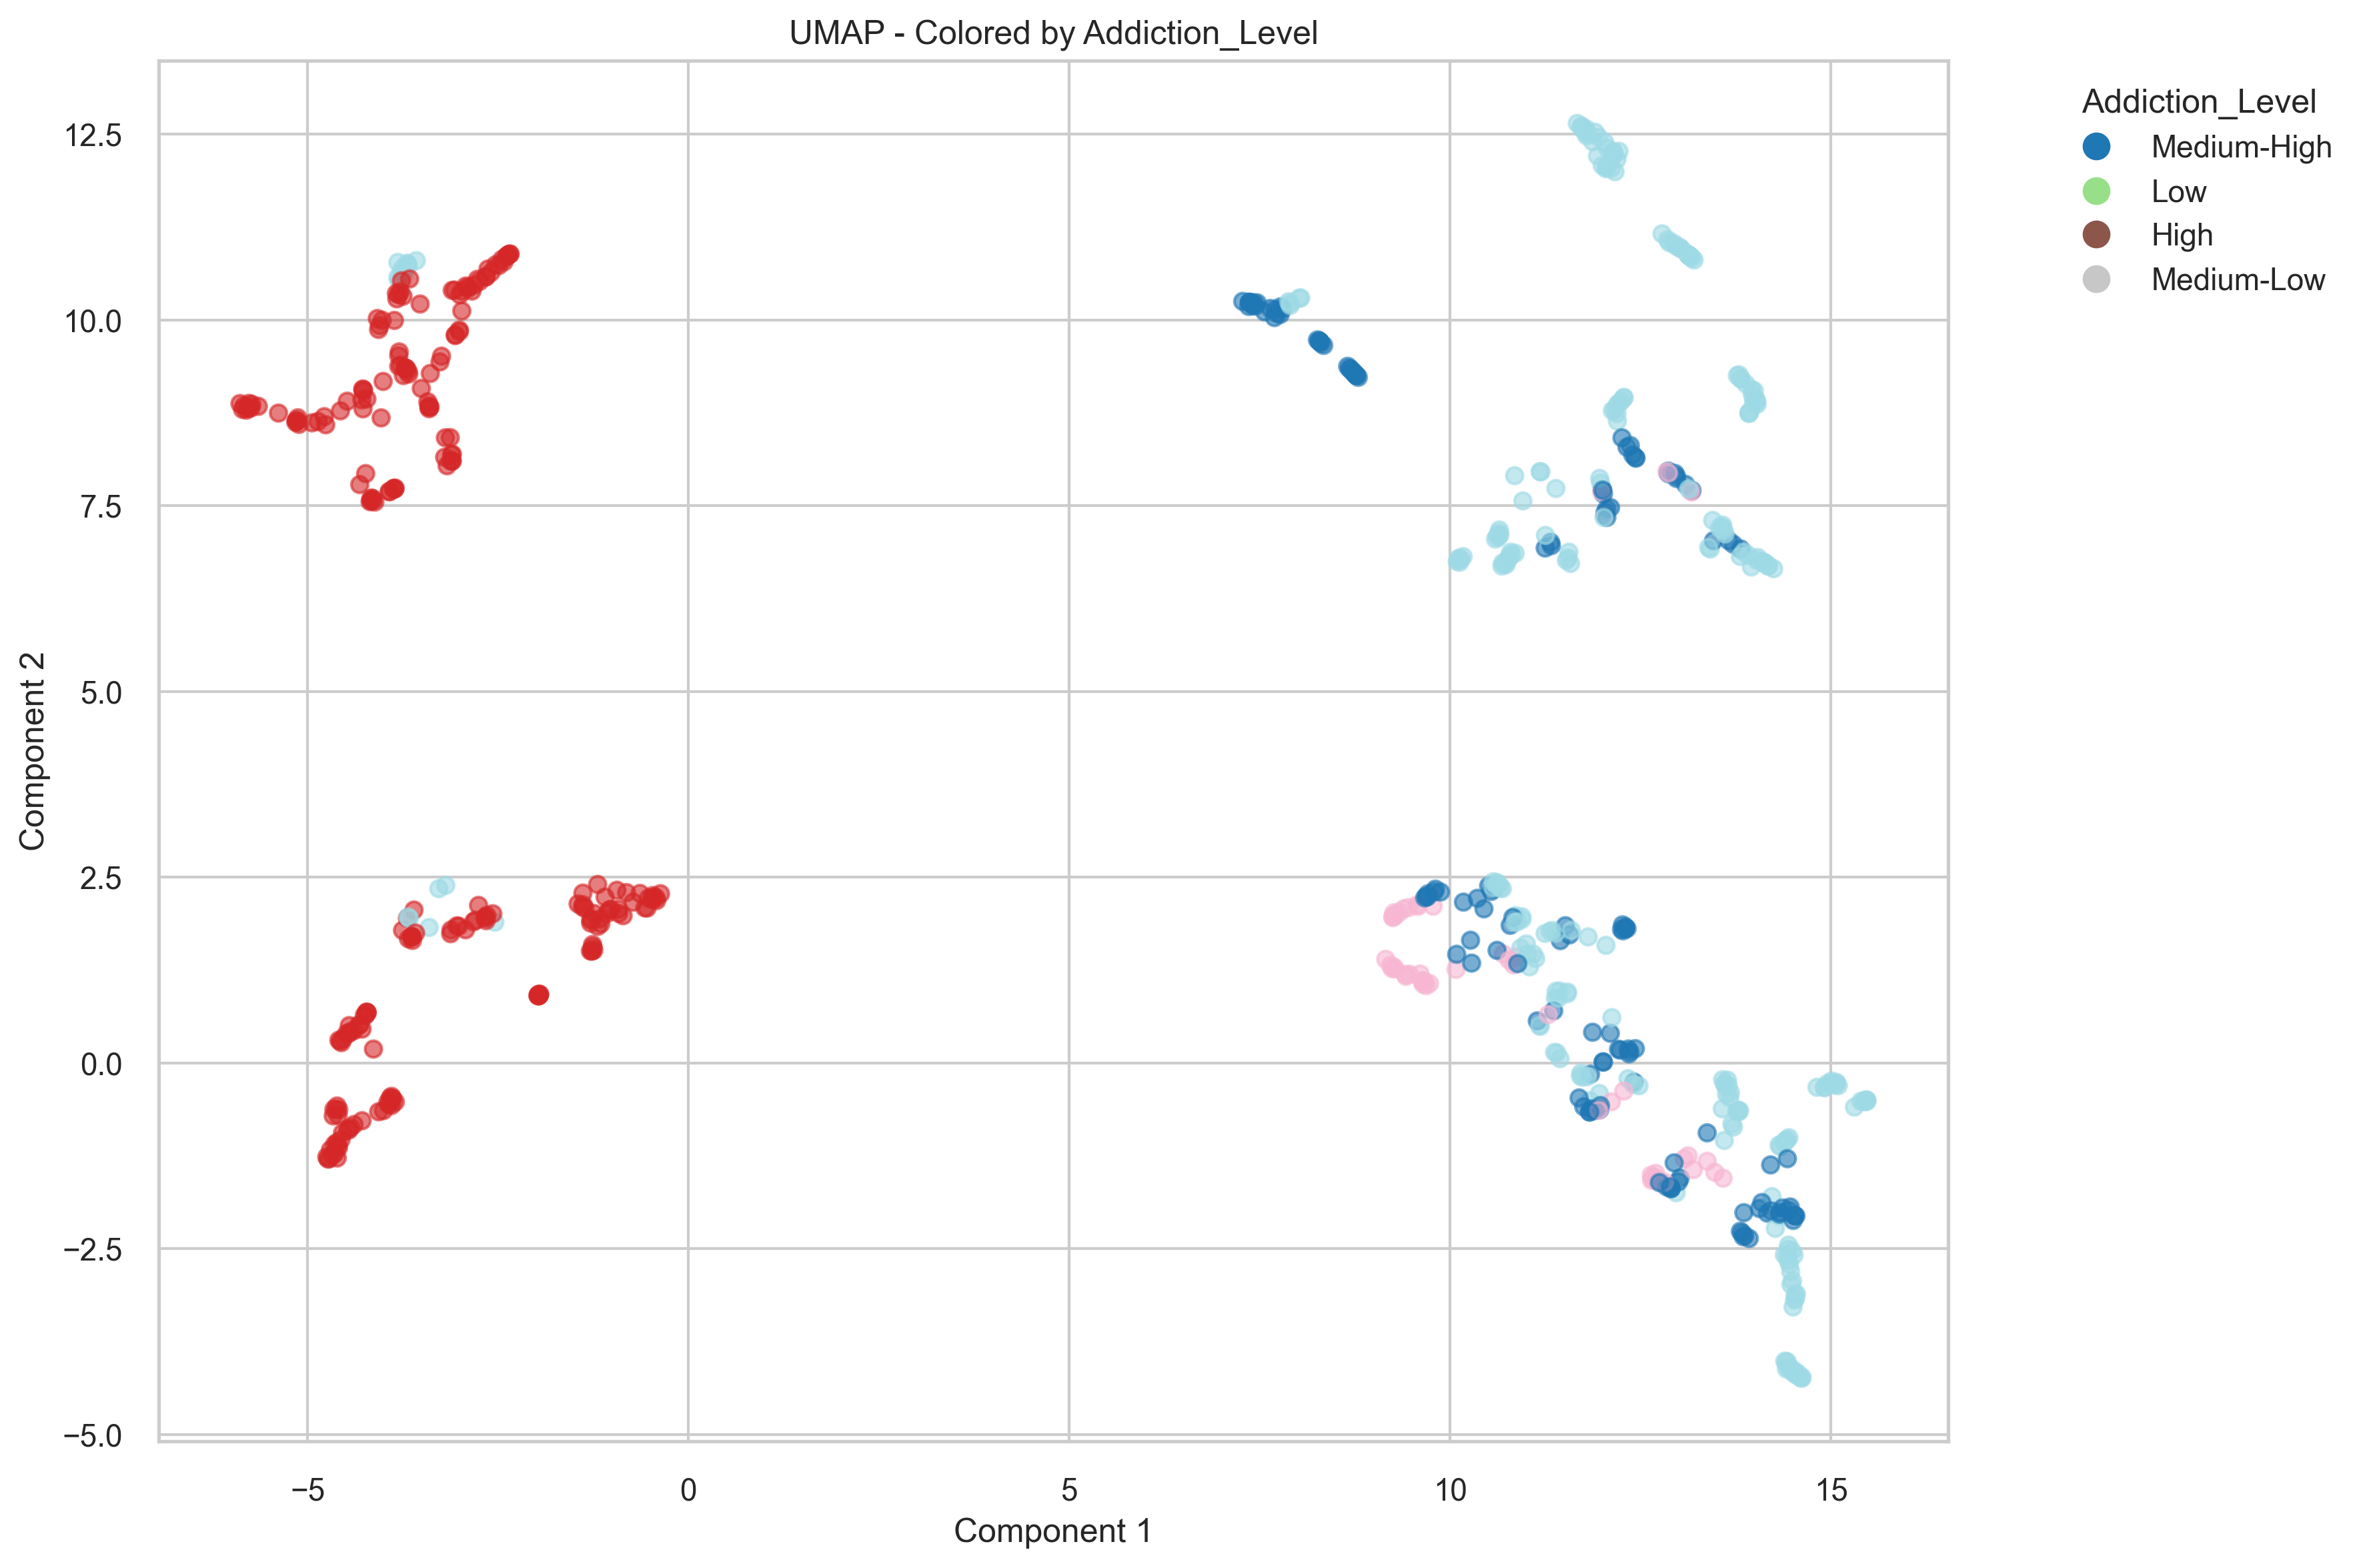 UMAP - Colored by Addiction_Level
Addiction_Level
Medium-High
Low
High
Medium-Low
12.5
10.0
7.5
5.0
2.5
0.0
−2.5
−5.0
Component 2
−5
0
5
10
15
Component 1